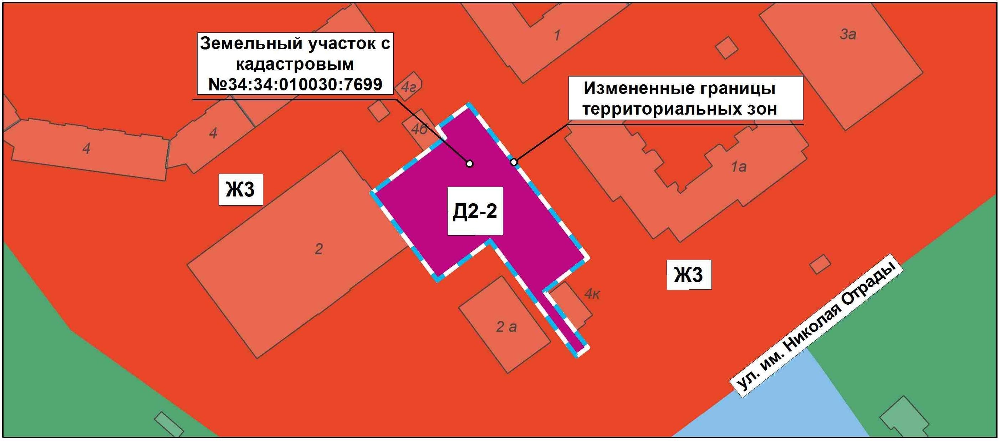 1
3а
Земельный участок с
кадастровым
№34:34:010030:7699
4г
Измененные границы
территориальных зон
4б
4
4
1а
Ж3
Д2-2
2
Ж3
4к
2 а
ул. им. Николая Отрады